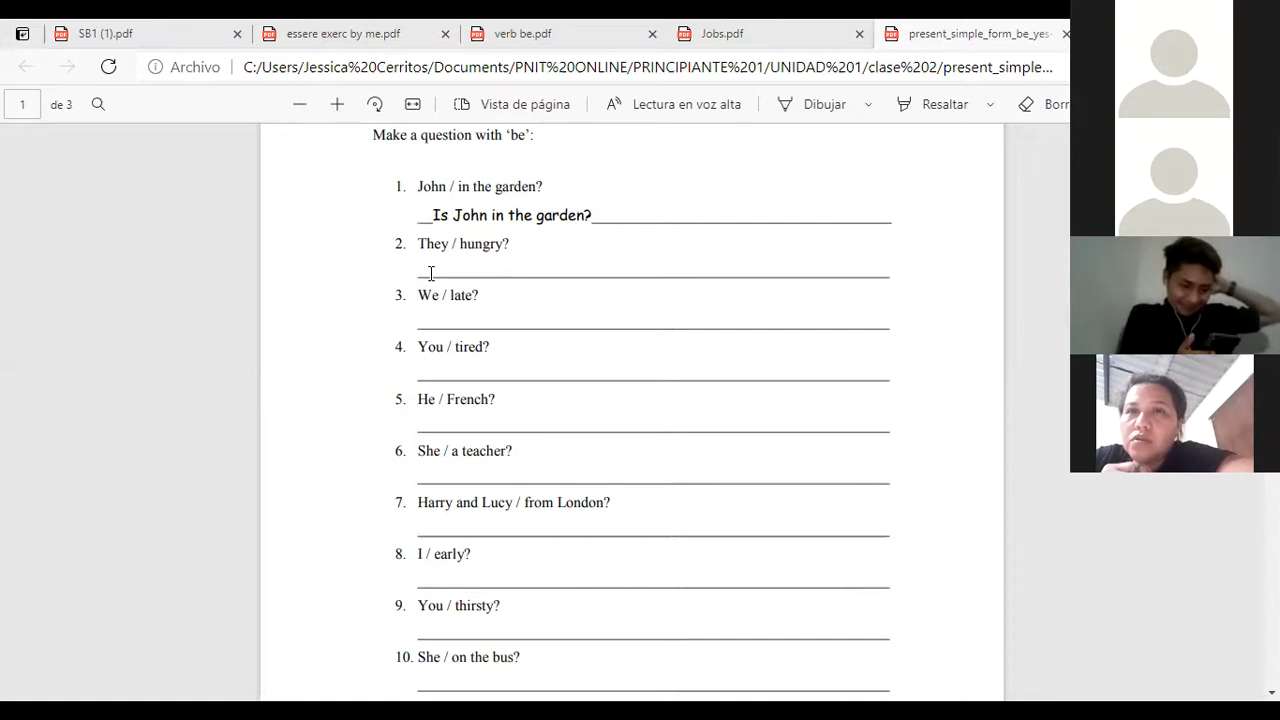 SB1 (1).pdf
essere exerc by me.pdf
verb be.pdf
Jobs.pdf
present_simple_form_be_yes-
Archivo
C:/Users/Jessica%20Cerritos/Documents/PNIT%20ONLINE/PRINCIPIANTE%201/UNIDAD%201/clase%202/present_simple...
1 de 3
Vista de página
Lectura en voz alta
Dibujar
Resaltar
Borr
Make a question with ‘be’:
1. John / in the garden?
__Is John in the garden?
2. They / hungry?
3. We / late?
4. You / tired?
5. He / French?
6. She / a teacher?
7. Harry and Lucy / from London?
8. I / early?
9. You / thirsty?
10. She / on the bus?